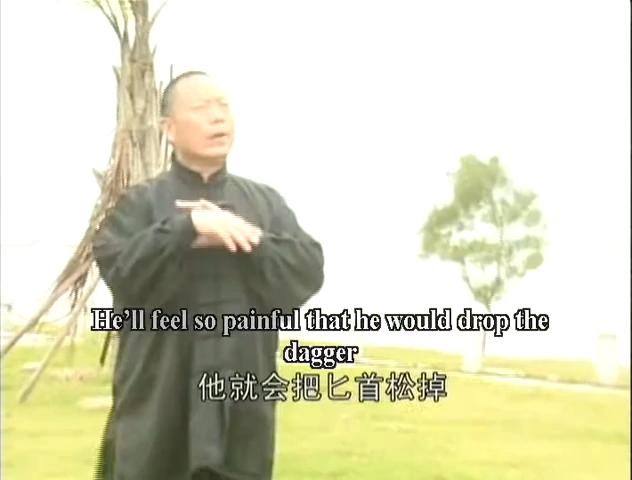 He'll feel so painful that he would drop the
dagger
他就会把匕首松掉